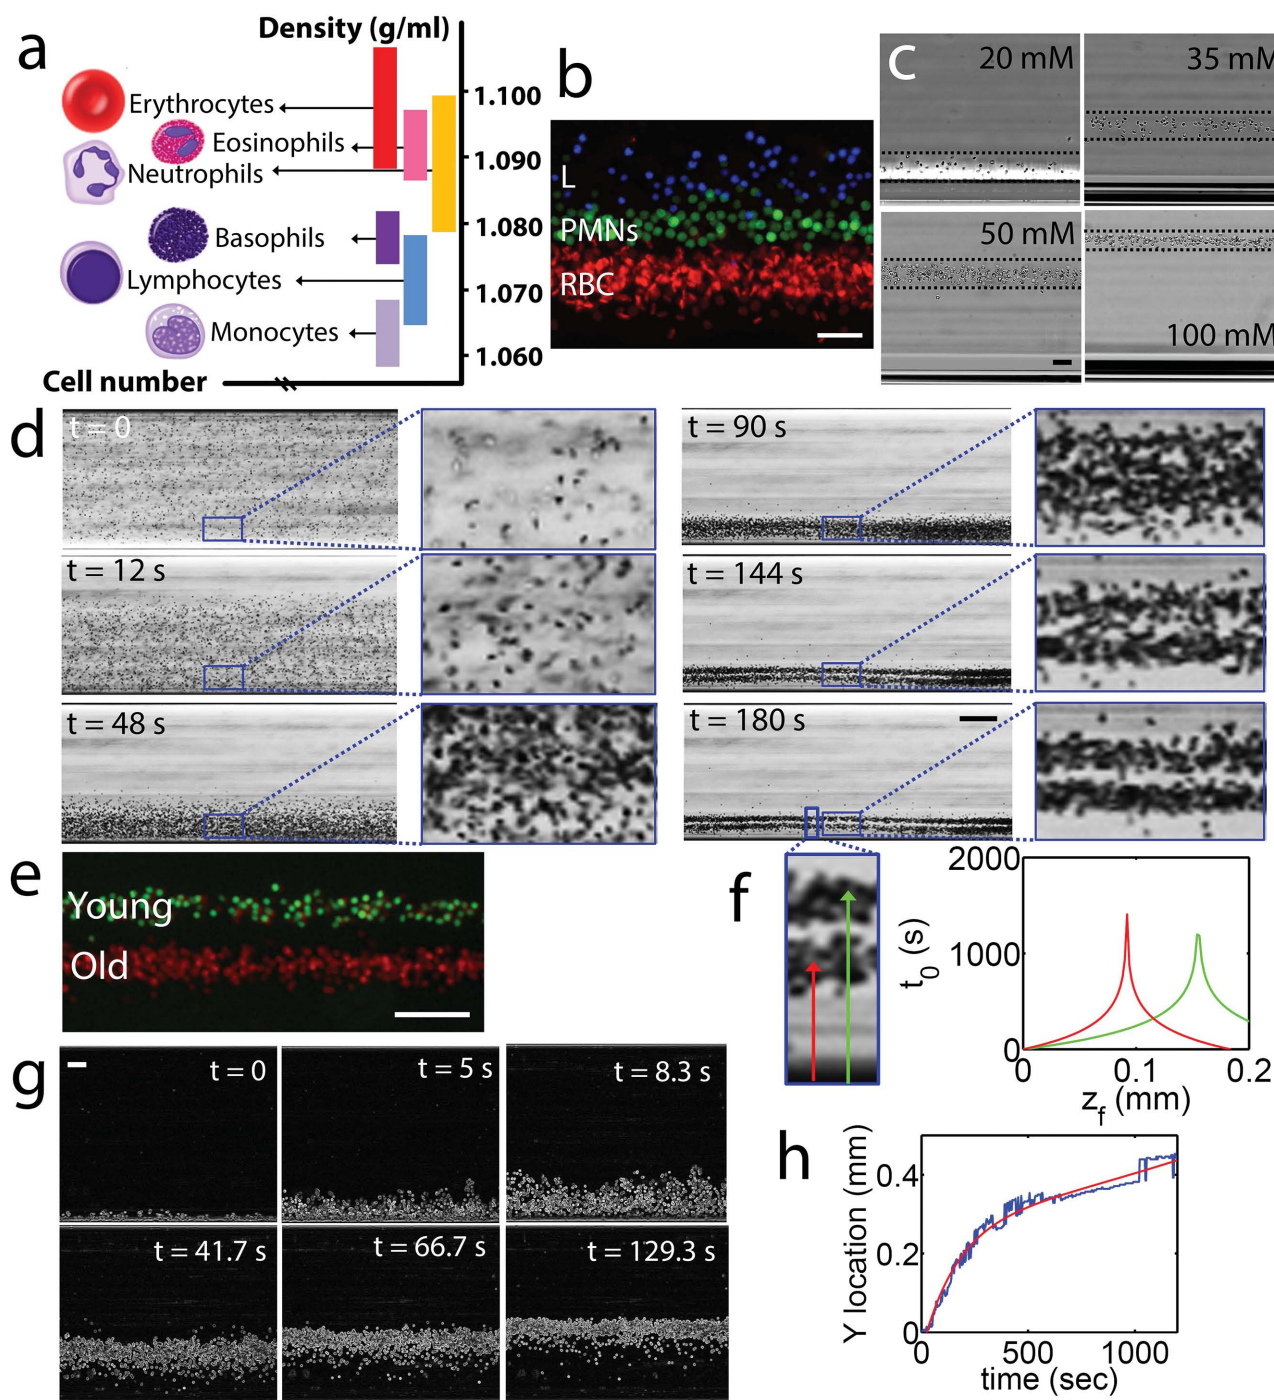 a
Density (g/ml)
Erythrocytes
Eosinophils
Neutrophils
Basophils
Lymphocytes
Monocytes
Cell number
1.100
1.090
1.080
1.070
1.060
b
L
PMNs
RBC
c
20 mM
35 mM
50 mM
100 mM
d
t = 0
t = 12 s
t = 48 s
t = 90 s
t = 144 s
t = 180 s
e
Young
Old
f
t0 (s)
2000
1000
0
0
0.1
0.2
zf (mm)
g
t = 0
t = 5 s
t = 8.3 s
t = 41.7 s
t = 66.7 s
t = 129.3 s
h
Y location (mm)
0.4
0.2
0
0
500
1000
time (sec)